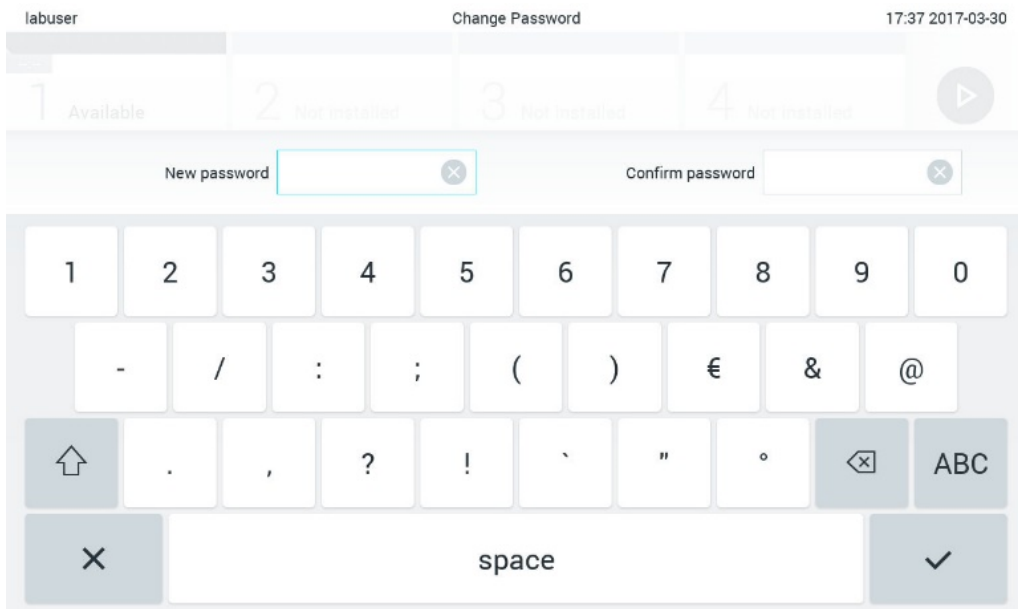 labuser Change Password 17:37 2017-03-30
1 Available 2 Not installed 3 Not installed 4 Not installed
New password Confirm password
1 2 3 4 5 6 7 8 9 0
- / : ; ( ) € & @
. , ? ! ` " ° ABC
space